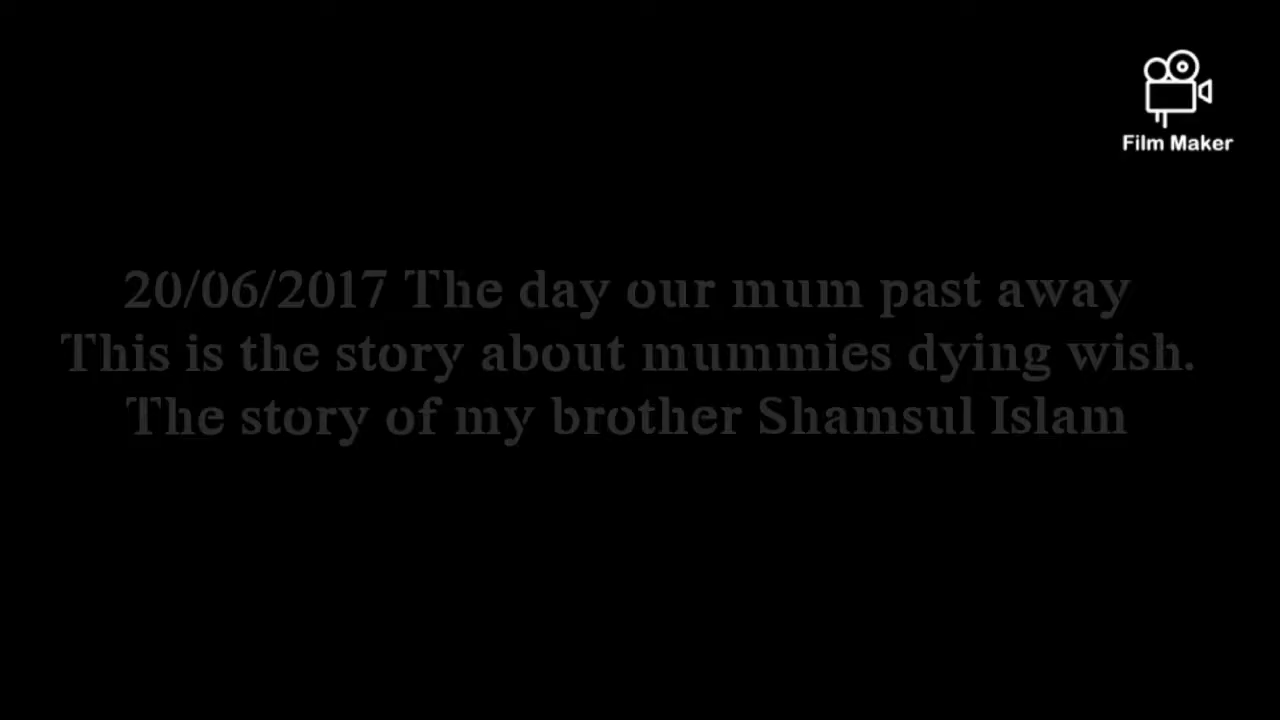 Film Maker
20/06/2017 The day our mum past away
This is the story about mummies dying wish.
The story of my brother Shamsul Islam